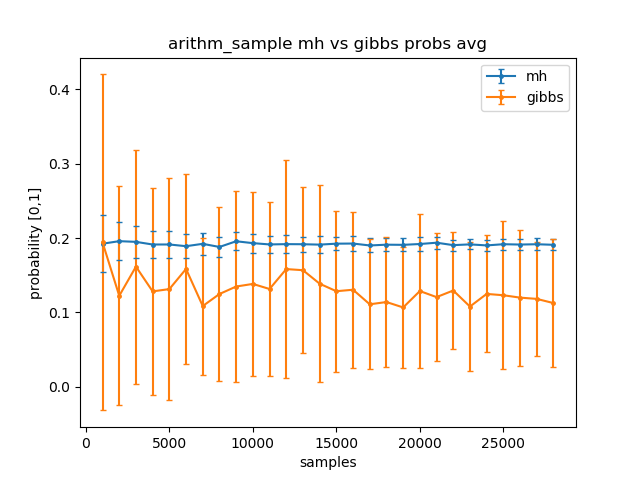 arithm_sample mh vs gibbs probs avg
mh
gibbs
probability [0,1]
0.4
0.3
0.2
0.1
0.0
0
5000
10000
15000
20000
25000
samples